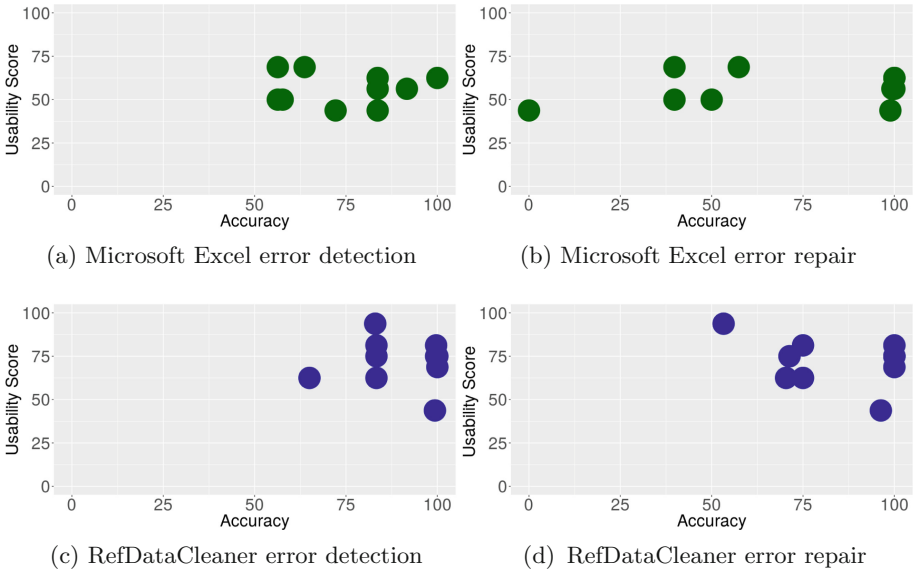 100
75
50
25
0
Usability Score
0 25 50 75 100
Accuracy
(a) Microsoft Excel error detection
100
75
50
25
0
Usability Score
0 25 50 75 100
Accuracy
(b) Microsoft Excel error repair
100
75
50
25
0
Usability Score
0 25 50 75 100
Accuracy
(c) RefDataCleaner error detection
100
75
50
25
0
Usability Score
0 25 50 75 100
Accuracy
(d) RefDataCleaner error repair